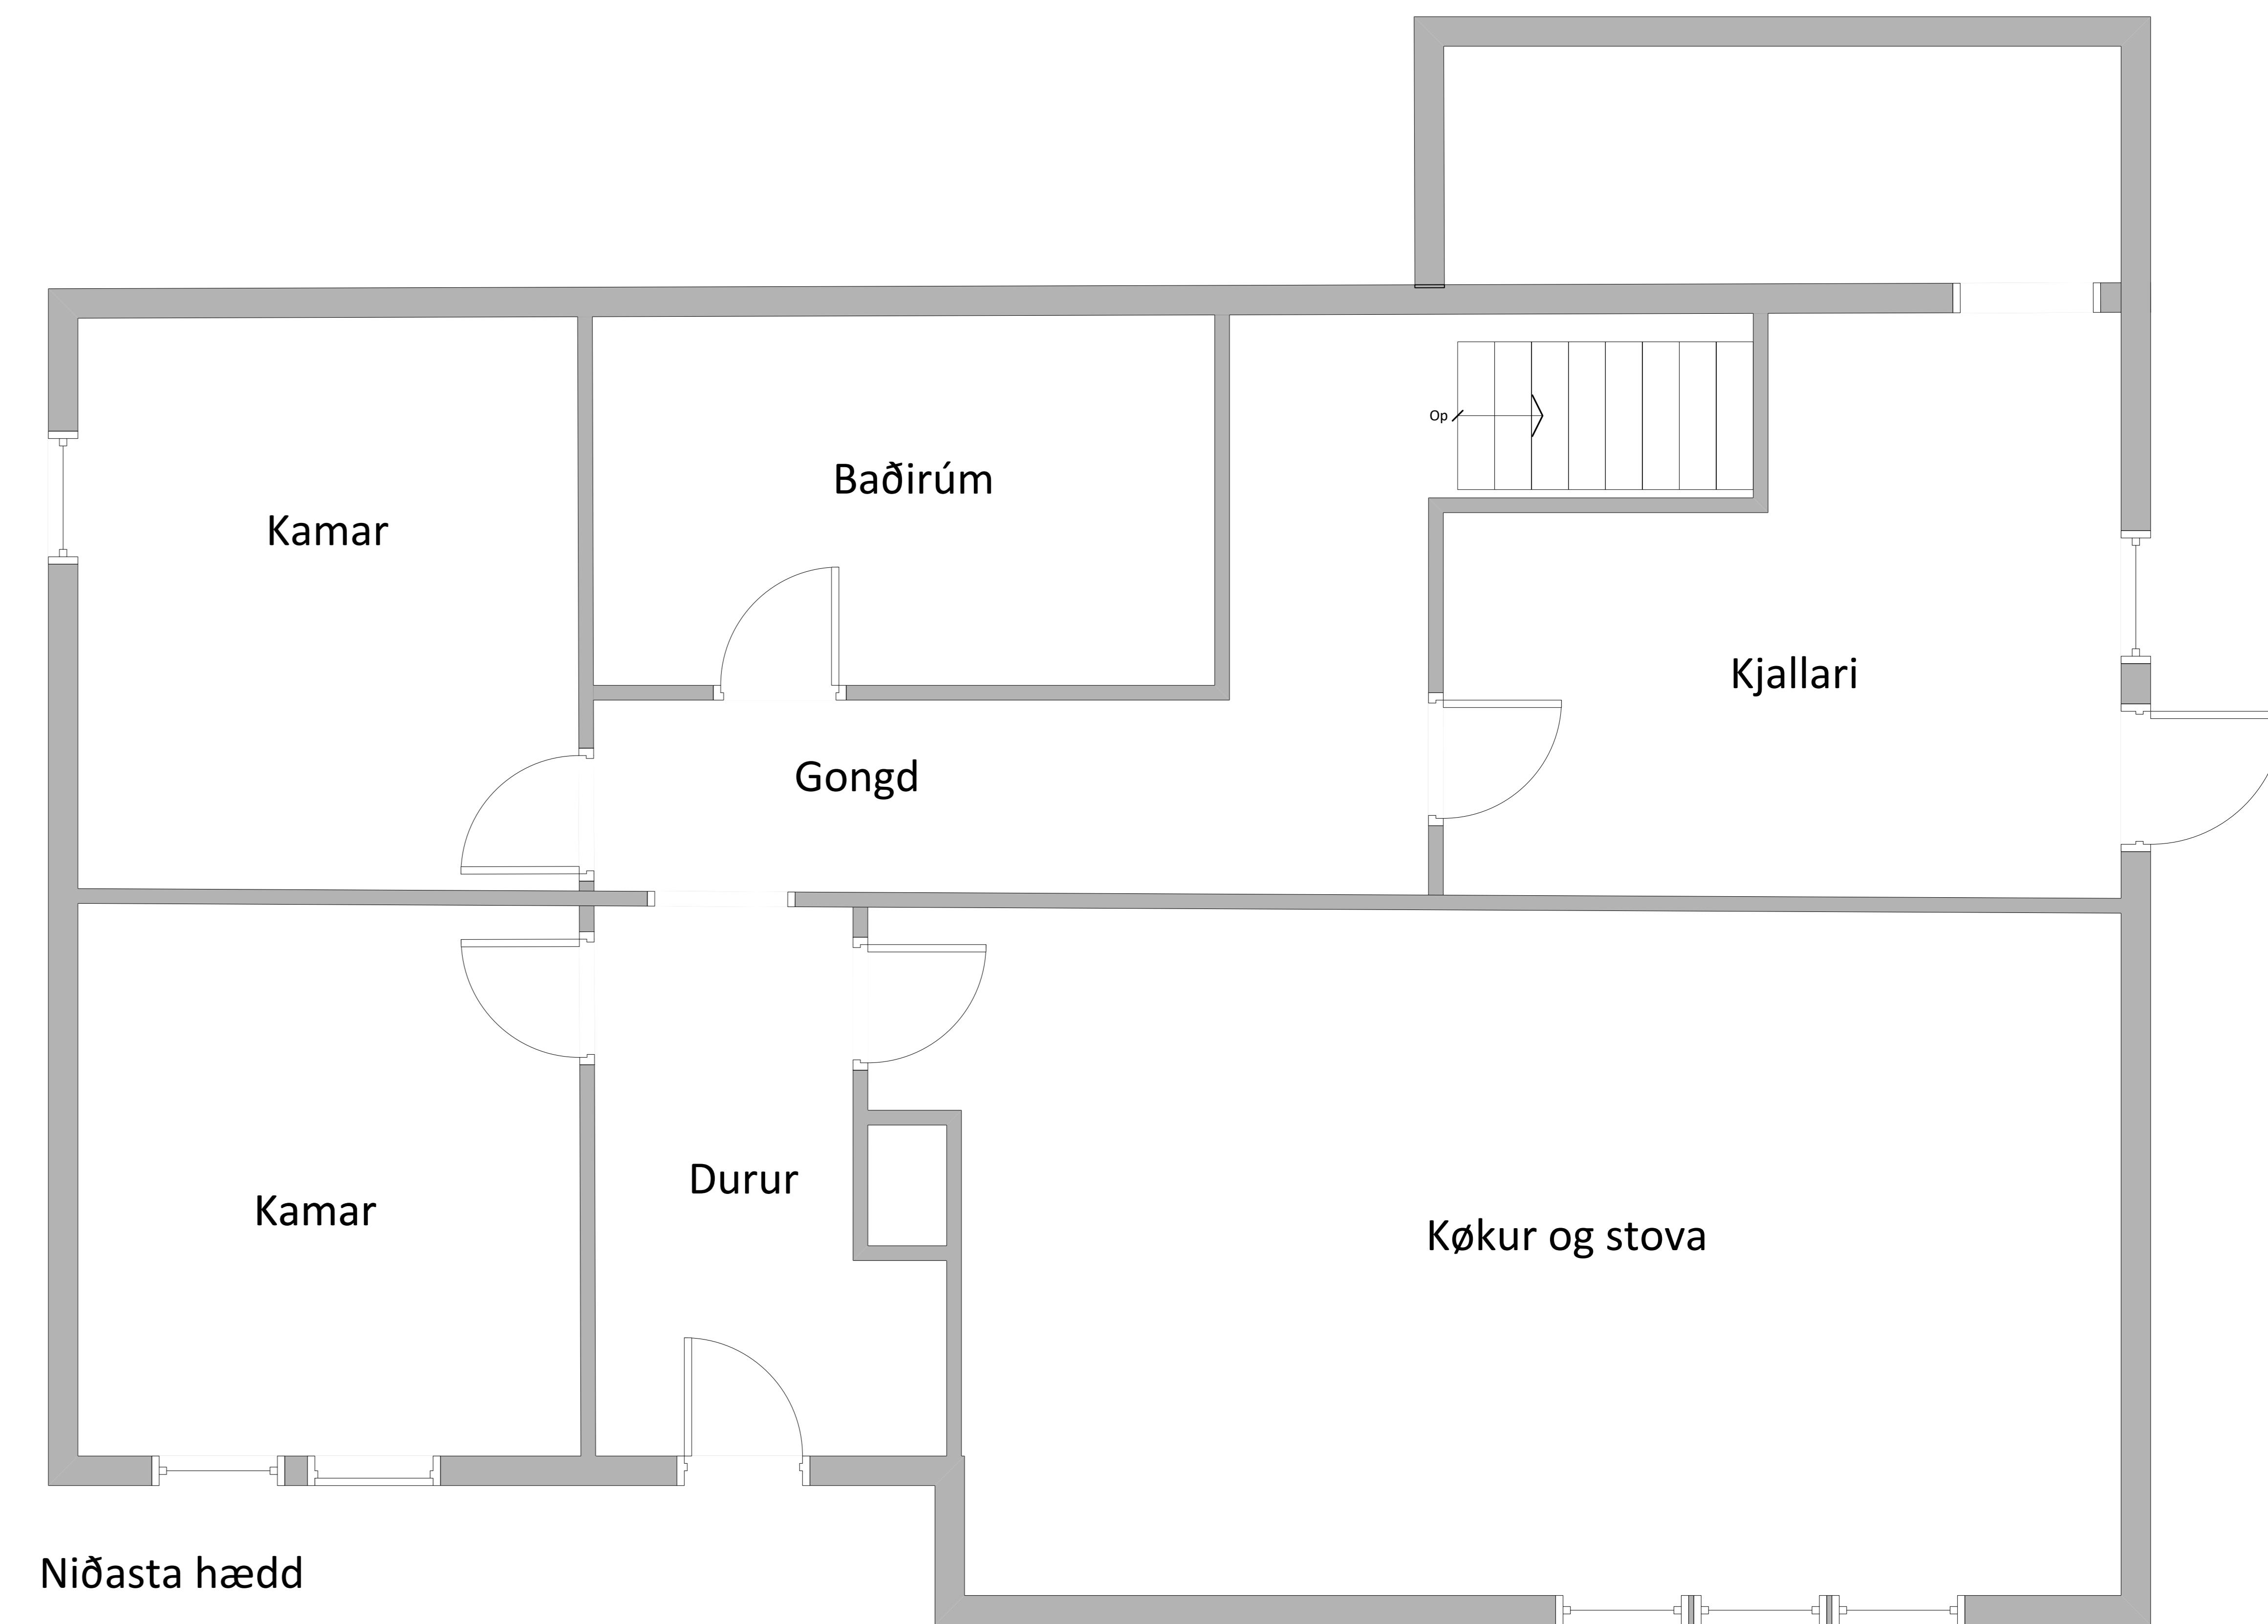 Op
Baðirúm
Kamar
Kjallari
Gongd
Durur
Kamar
Køkur og stova
Niðasta hædd